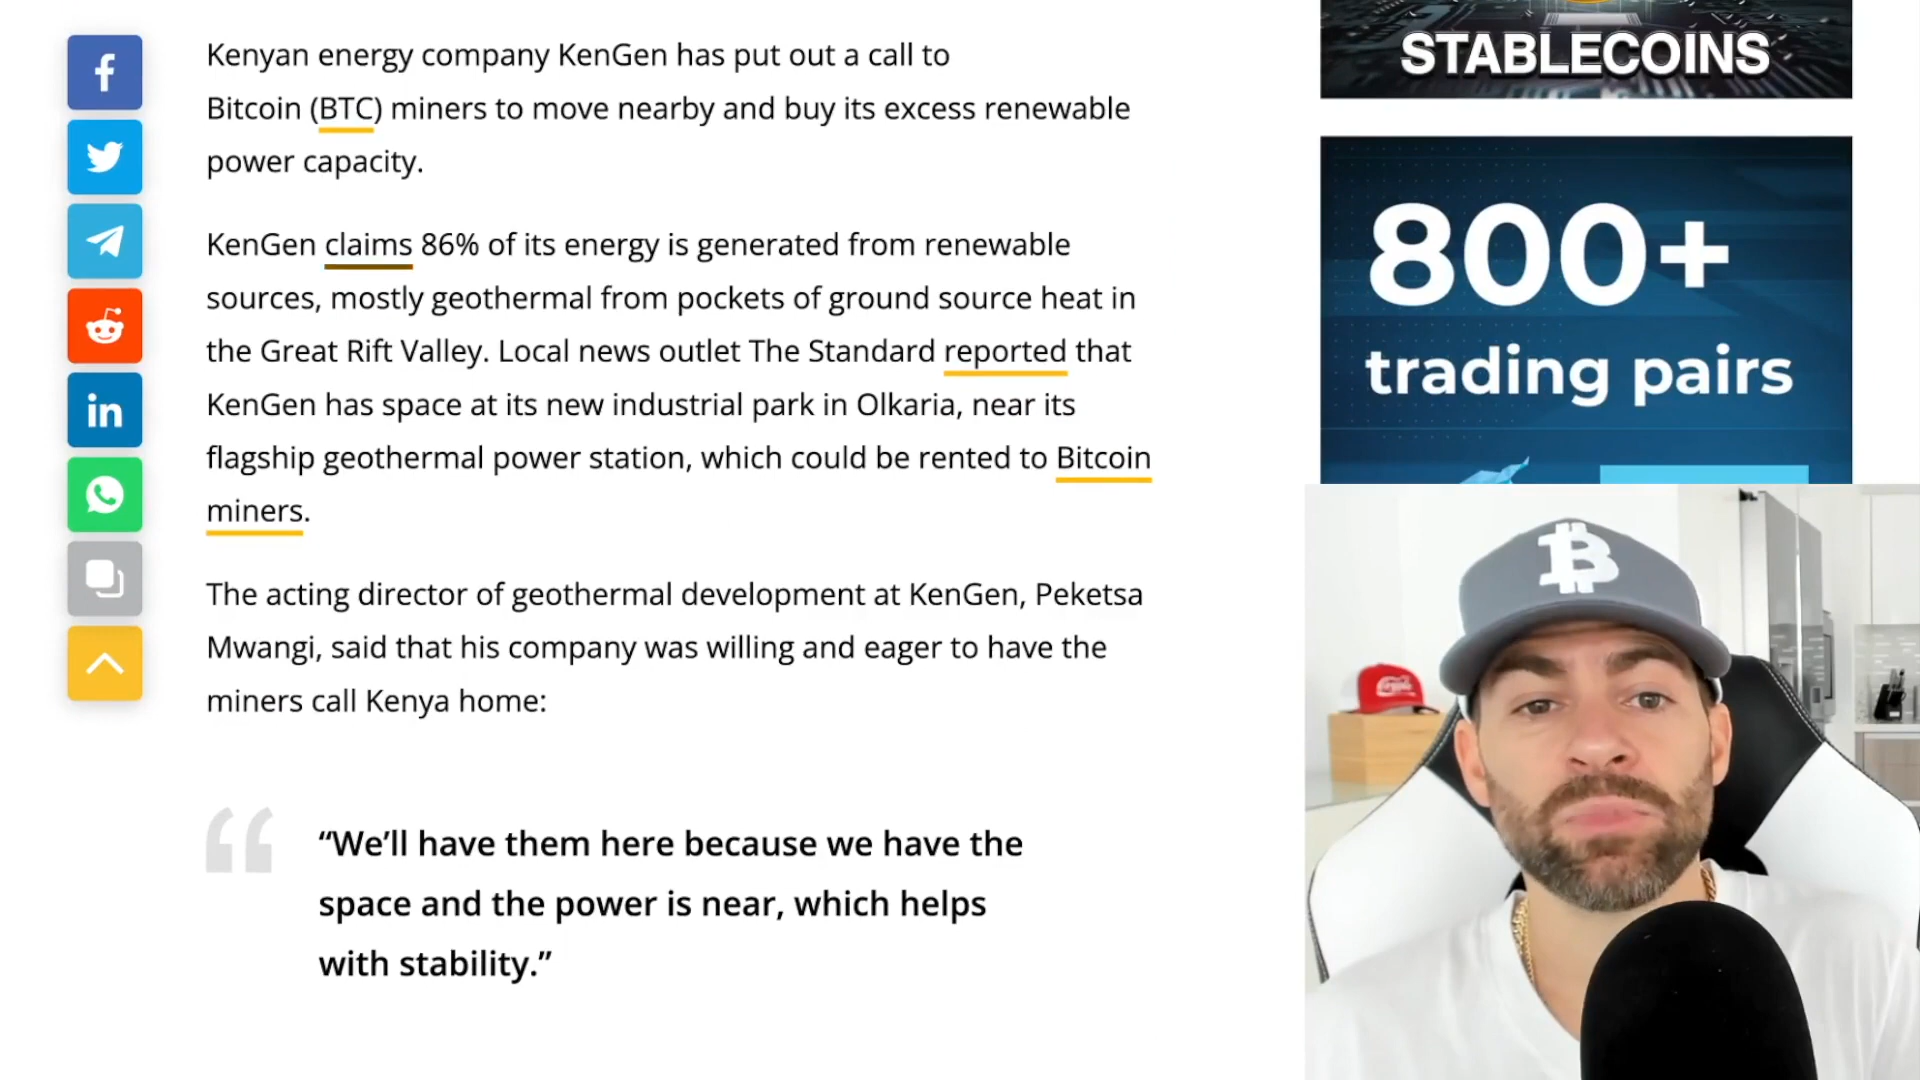 Kenyan energy company KenGen has put out a call to
Bitcoin (BTC) miners to move nearby and buy its excess renewable
power capacity.
KenGen claims 86% of its energy is generated from renewable
sources, mostly geothermal from pockets of ground source heat in
the Great Rift Valley. Local news outlet The Standard reported that
KenGen has space at its new industrial park in Olkaria, near its
flagship geothermal power station, which could be rented to Bitcoin
miners.
The acting director of geothermal development at KenGen, Peketsa
Mwangi, said that his company was willing and eager to have the
miners call Kenya home:
“We’ll have them here because we have the
space and the power is near, which helps
with stability.”
STABLECOINS
800+
trading pairs